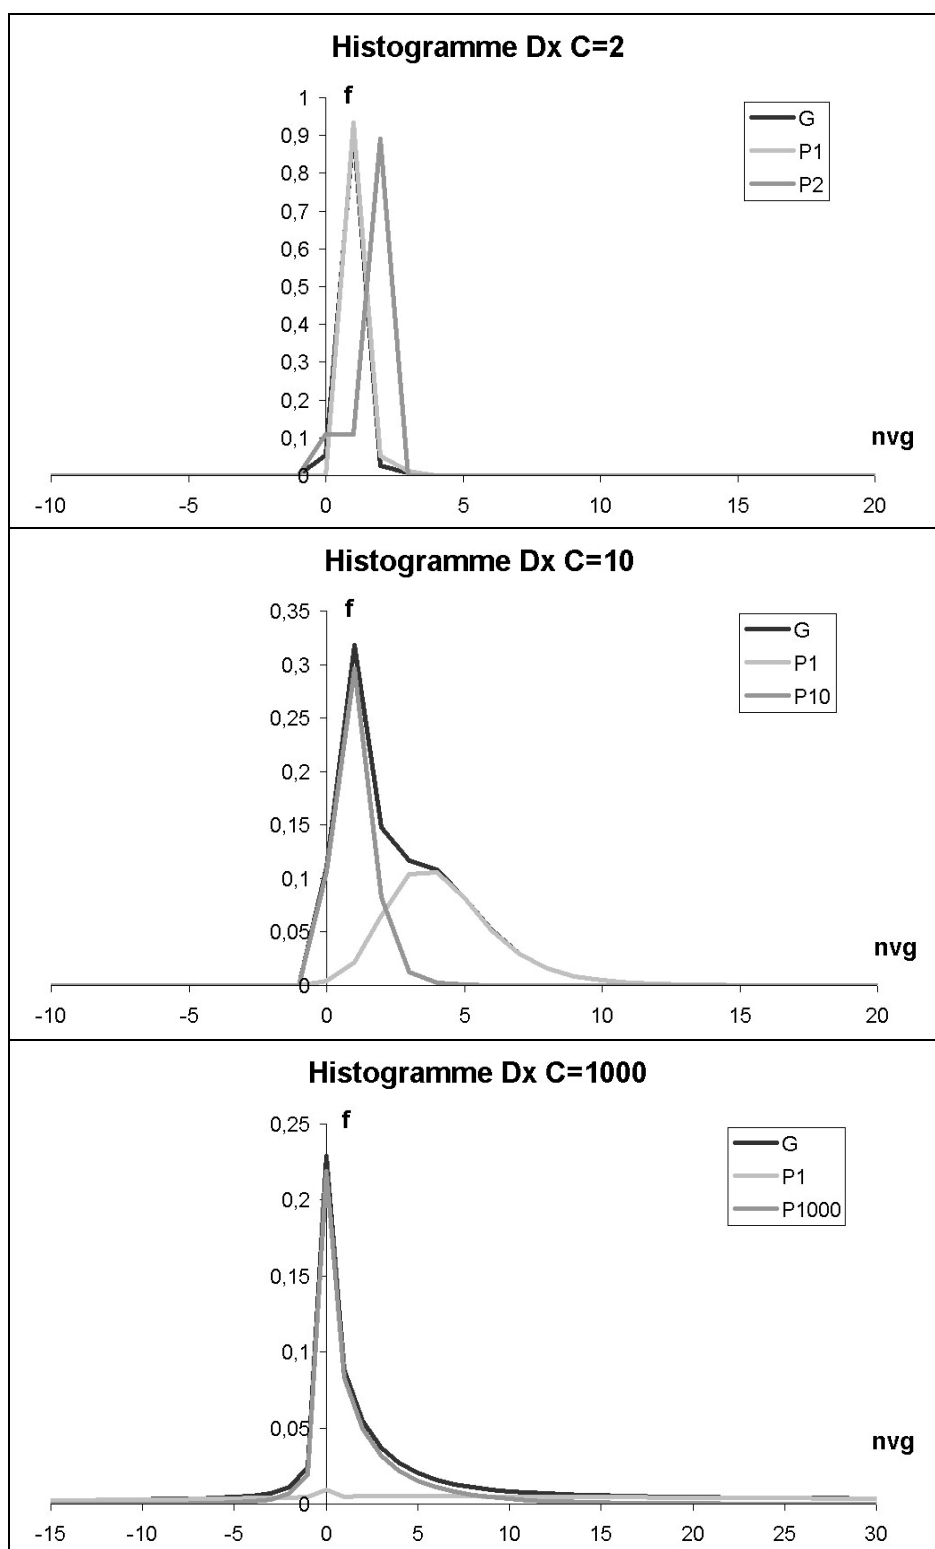 Histogramme Dx C=2
f
1
0,9
0,8
0,7
0,6
0,5
0,4
0,3
0,2
0,1
0
G
P1
P2
nvg
-10 -5 0 5 10 15 20
Histogramme Dx C=10
f
0,35
0,3
0,25
0,2
0,15
0,1
0,05
0
G
P1
P10
nvg
-10 -5 0 5 10 15 20
Histogramme Dx C=1000
f
0,25
0,2
0,15
0,1
0,05
0
G
P1
P1000
nvg
-15 -10 -5 0 5 10 15 20 25 30